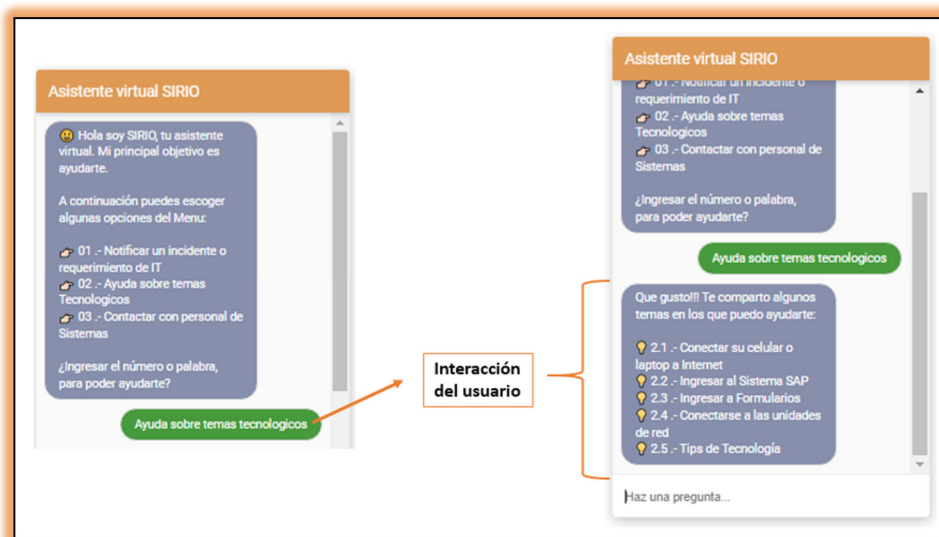 Asistente virtual SIRIO
😀 Hola soy SIRIO, tu asistente
virtual. Mi principal objetivo es
ayudarte.
A continuación puedes escoger
algunas opciones del Menu:
👉 01 .- Notificar un incidente o
requerimiento de IT
👉 02 .- Ayuda sobre temas
Tecnologicos
👉 03 .- Contactar con personal de
Sistemas
¿Ingresar el número o palabra,
para poder ayudarte?
Ayuda sobre temas tecnologicos
Interacción
del usuario
Asistente virtual SIRIO
👉 01 .- Notificar un incidente o
requerimiento de IT
👉 02 .- Ayuda sobre temas
Tecnologicos
👉 03 .- Contactar con personal de
Sistemas
¿Ingresar el número o palabra,
para poder ayudarte?
Ayuda sobre temas tecnologicos
Que gusto!!! Te comparto algunos
temas en los que puedo ayudarte:
💡 2.1 .- Conectar su celular o
laptop a Internet
💡 2.2 .- Ingresar al Sistema SAP
💡 2.3 .- Ingresar a Formularios
💡 2.4 .- Conectarse a las unidades
de red
💡 2.5 .- Tips de Tecnología
Haz una pregunta...